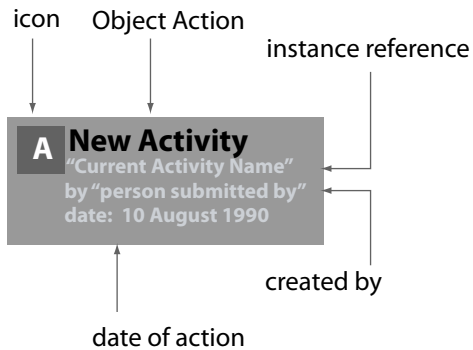 icon
Object Action
instance reference
A
New Activity
“Current Activity Name”
by “person submitted by”
date: 10 August 1990
created by
date of action